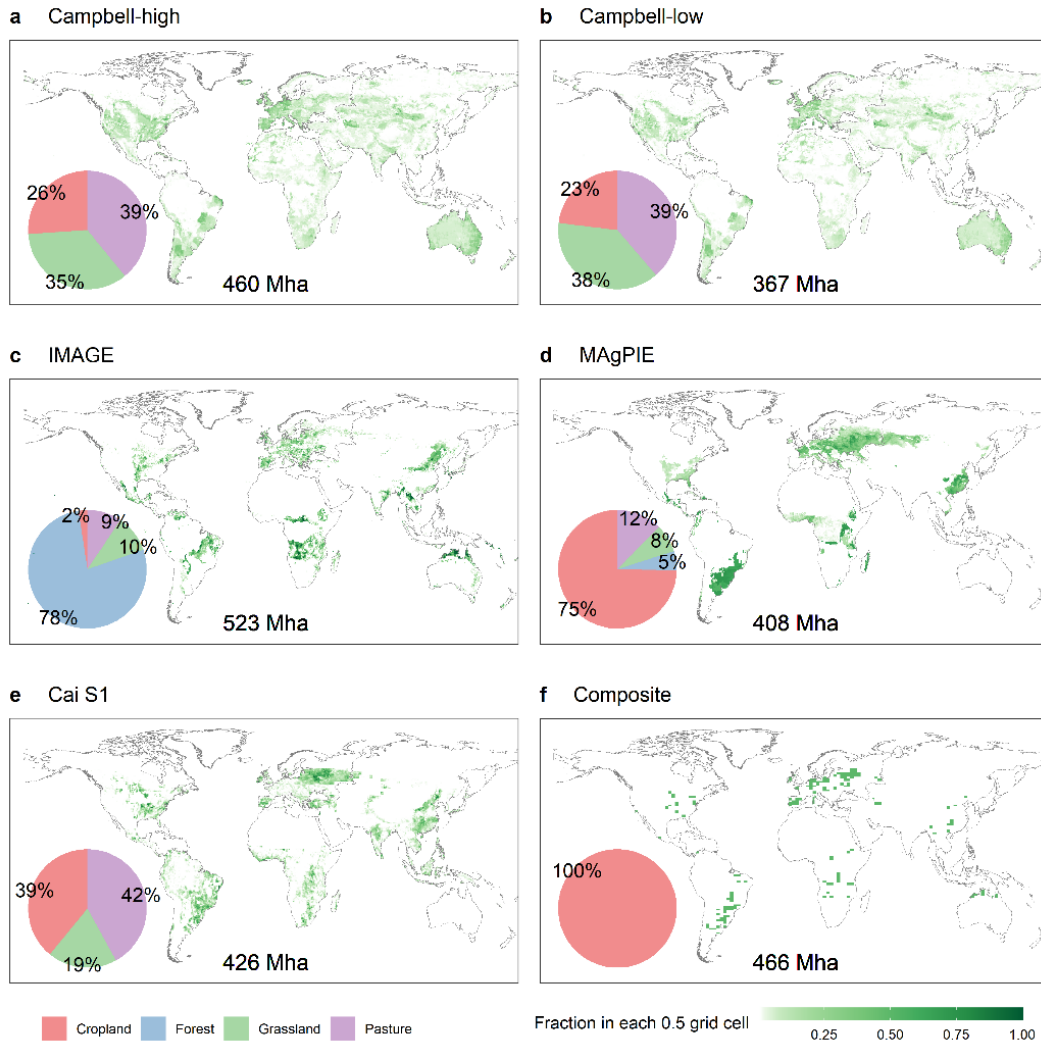 a Campbell-high
b Campbell-low
26%
39%
35%
460 Mha
23%
39%
38%
367 Mha
c IMAGE
d MAgPIE
2%
9%
10%
78%
523 Mha
12%
8%
5%
75%
408 Mha
e Cai S1
f Composite
39%
42%
19%
426 Mha
100%
466 Mha
Cropland Forest Grassland Pasture
Fraction in each 0.5 grid cell
0.25 0.50 0.75 1.00